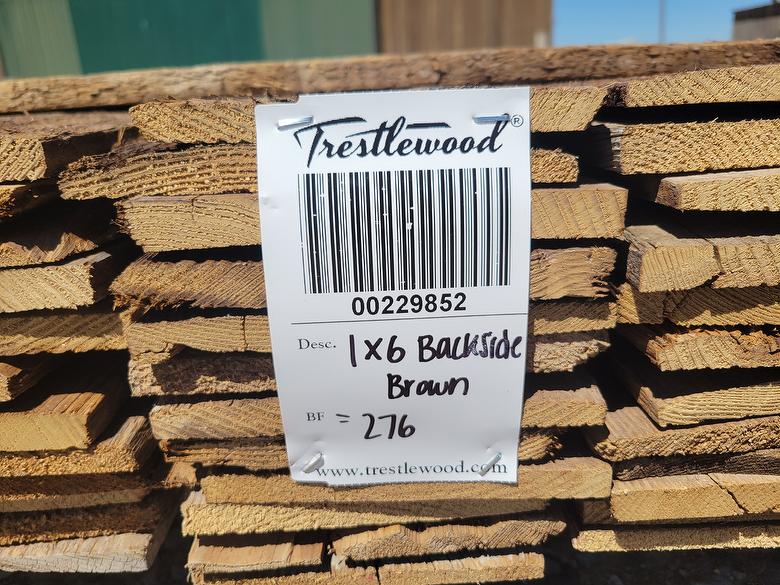 Trestlewood®
00229852
Desc. 1x6 Backside
Brown
BF = 276
www.trestlewood.com